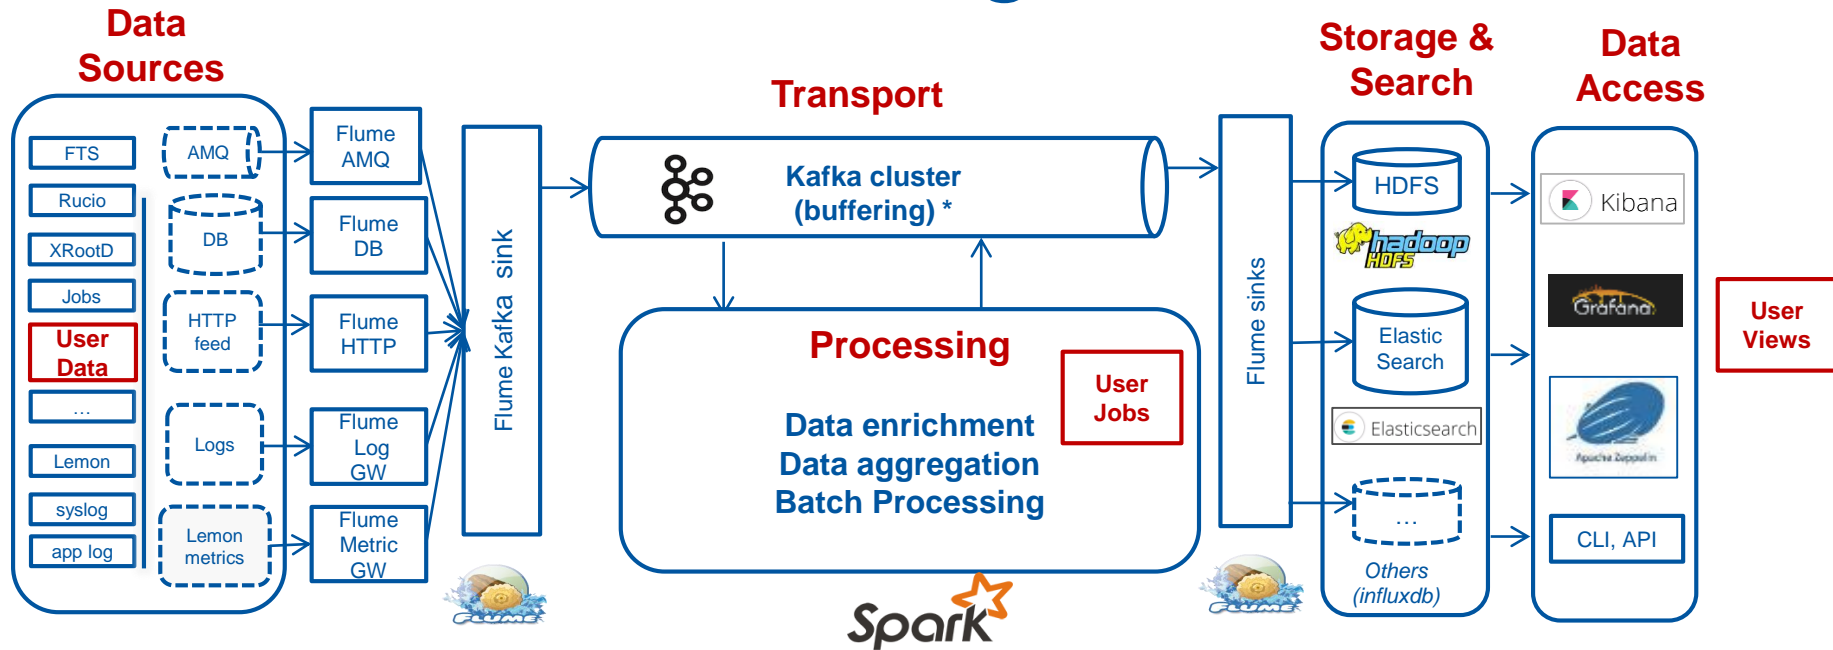 Data
Sources
FTS
Rucio
XRootD
Jobs
User
Data
...
Lemon
syslog
app log
AMQ
DB
HTTP
feed
Logs
Lemon
metrics
Flume
AMQ
Flume
DB
Flume
HTTP
Flume
Log
GW
Flume
Metric
GW
Flume Kafka sink
FLUME
Transport
Kafka cluster
(buffering) *
Processing
Data enrichment
Data aggregation
Batch Processing
User
Jobs
Spark
Flume sinks
FLUME
Storage &
Search
HDFS
hadoop
HDFS
Elastic
Search
Elasticsearch
...
Others
(influxdb)
Data
Access
Kibana
Grafana
Apache Zeppelin
CLI, API
User
Views